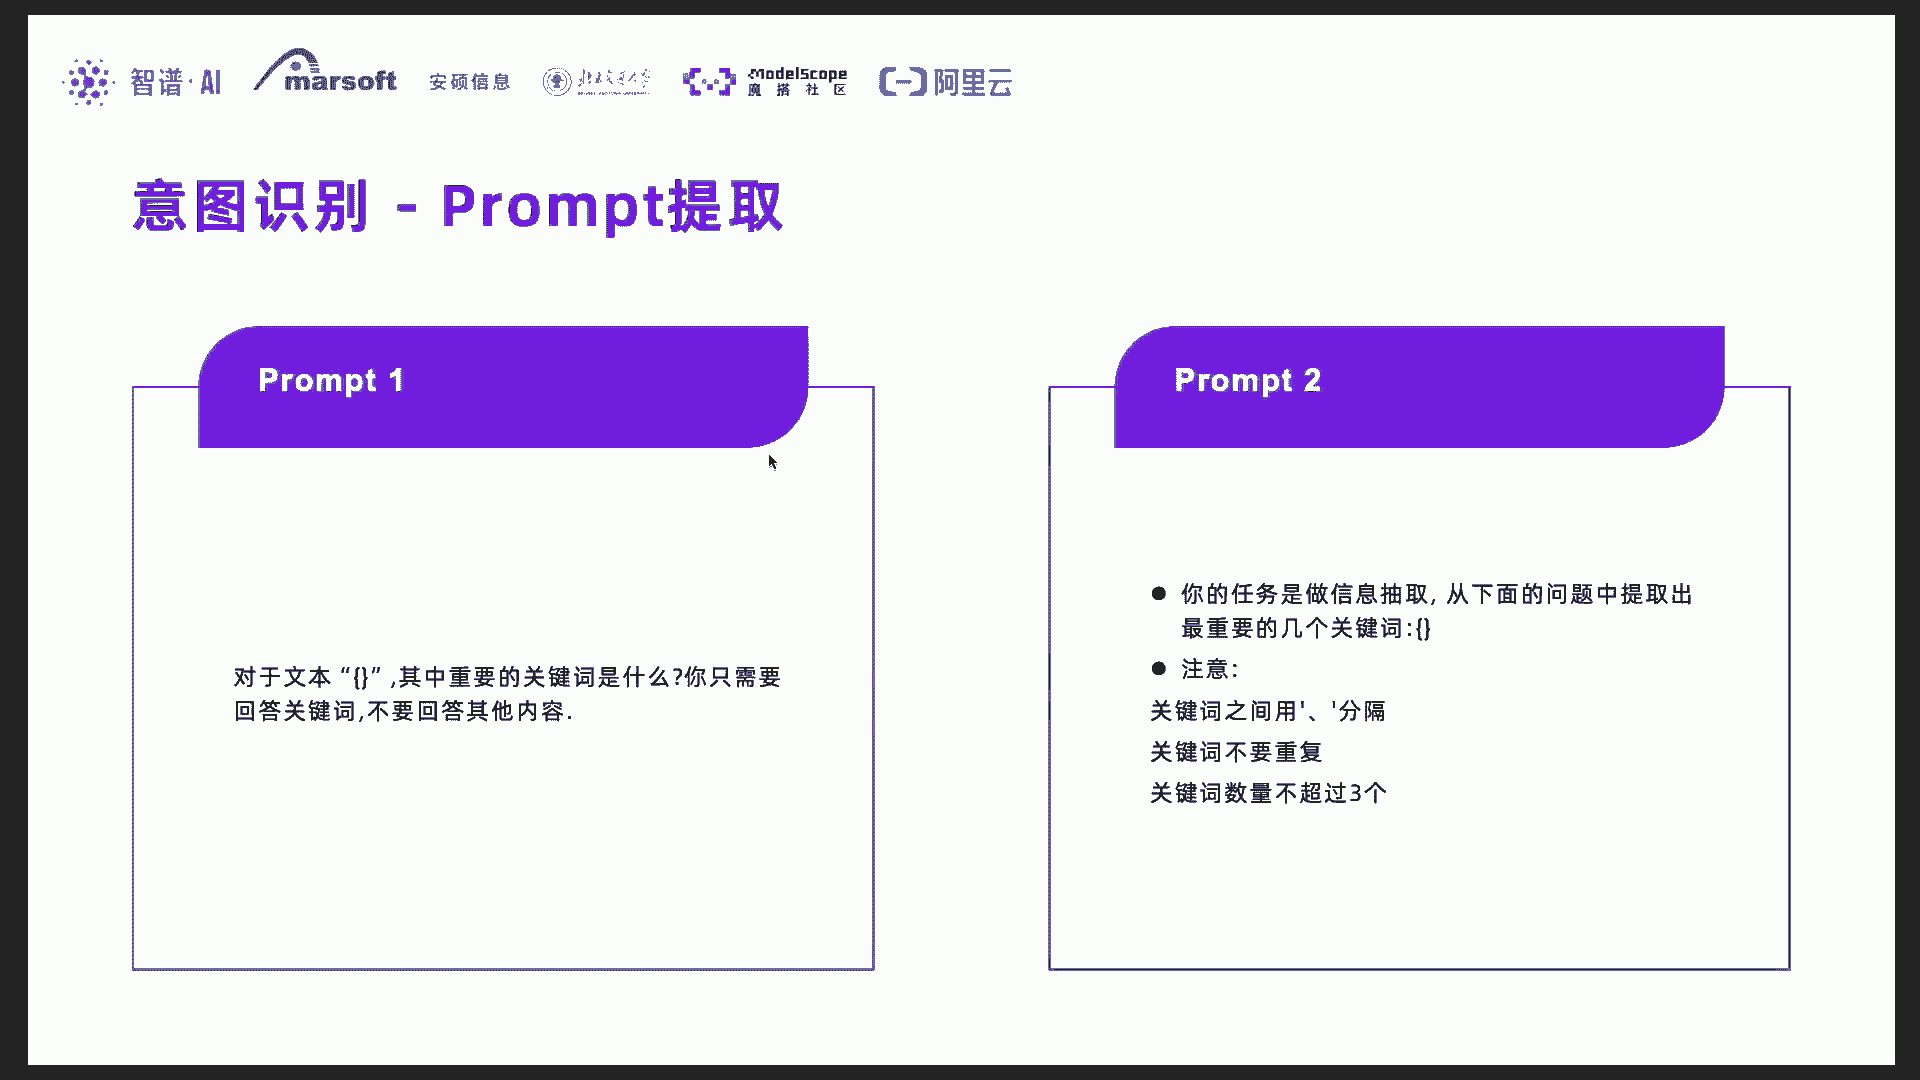 智谱·AI
marsoft
安硕信息
ModelScope
魔搭社区
阿里云
意图识别 - Prompt提取
Prompt 1
对于文本 “{}” ,其中重要的关键词是什么?你只需要
回答关键词,不要回答其他内容.
Prompt 2
● 你的任务是做信息抽取, 从下面的问题中提取出
最重要的几个关键词:{}
● 注意:
关键词之间用'、'分隔
关键词不要重复
关键词数量不超过3个